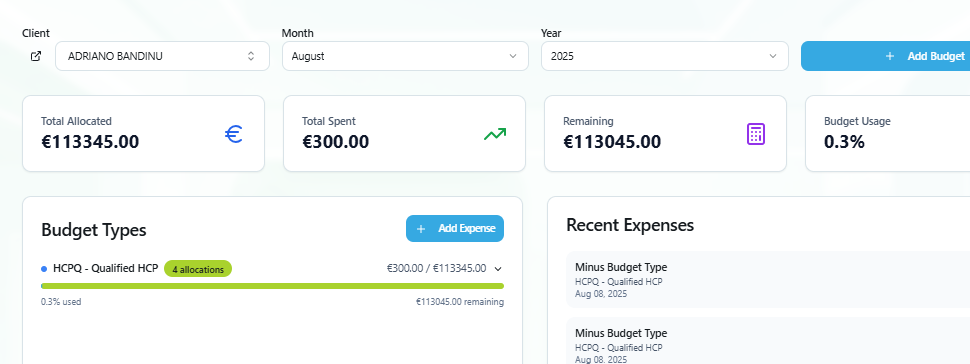 Client
Month
Year
ADRIANO BANDINU
August
2025
Add Budget
Total Allocated
€113345.00
Total Spent
€300.00
Remaining
€113045.00
Budget Usage
0.3%
Budget Types
Add Expense
HCPQ - Qualified HCP
4 allocations
€300.00 / €113345.00
0.3% used
€113045.00 remaining
Recent Expenses
Minus Budget Type
HCPQ - Qualified HCP
Aug 08, 2025
Minus Budget Type
HCPQ - Qualified HCP
Aug 08, 2025